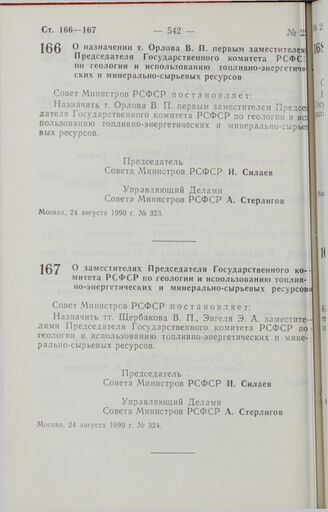 Ст. 166—167 — 542 — № 2
166 О назначении т. Орлова В. П. первым заместителем
Председателя Государственного комитета РСФС
по геологии и использованию топливно-энергетиче
ских и минерально-сырьевых ресурсов
Совет Министров РСФСР постановляет:
Назначить т. Орлова В. П. первым заместителем Предсе
дателя Государственного комитета РСФСР по геологии и ис
пользованию топливно-энергетических и минерально-сырье
вых ресурсов.
Председатель
Совета Министров РСФСР И. Силаев
Управляющий Делами
Совета Министров РСФСР А. Стерлигов
Москва, 24 августа 1990 г. № 323.
167 О заместителях Председателя Государственного ко-
митета РСФСР по геологии и использованию топлив-
но-энергетических и минерально-сырьевых ресурсов
Совет Министров РСФСР постановляет:
Назначить тт. Щербакова В. П., Энгеля Э. А. заместите-
лями Председателя Государственного комитета РСФСР по
геологии и использованию топливно-энергетических и мине-
рально-сырьевых ресурсов.
Председатель
Совета Министров РСФСР И. Силаев
Управляющий Делами
Совета Министров РСФСР А. Стерлигов
Москва, 24 августа 1990 г. № 324.